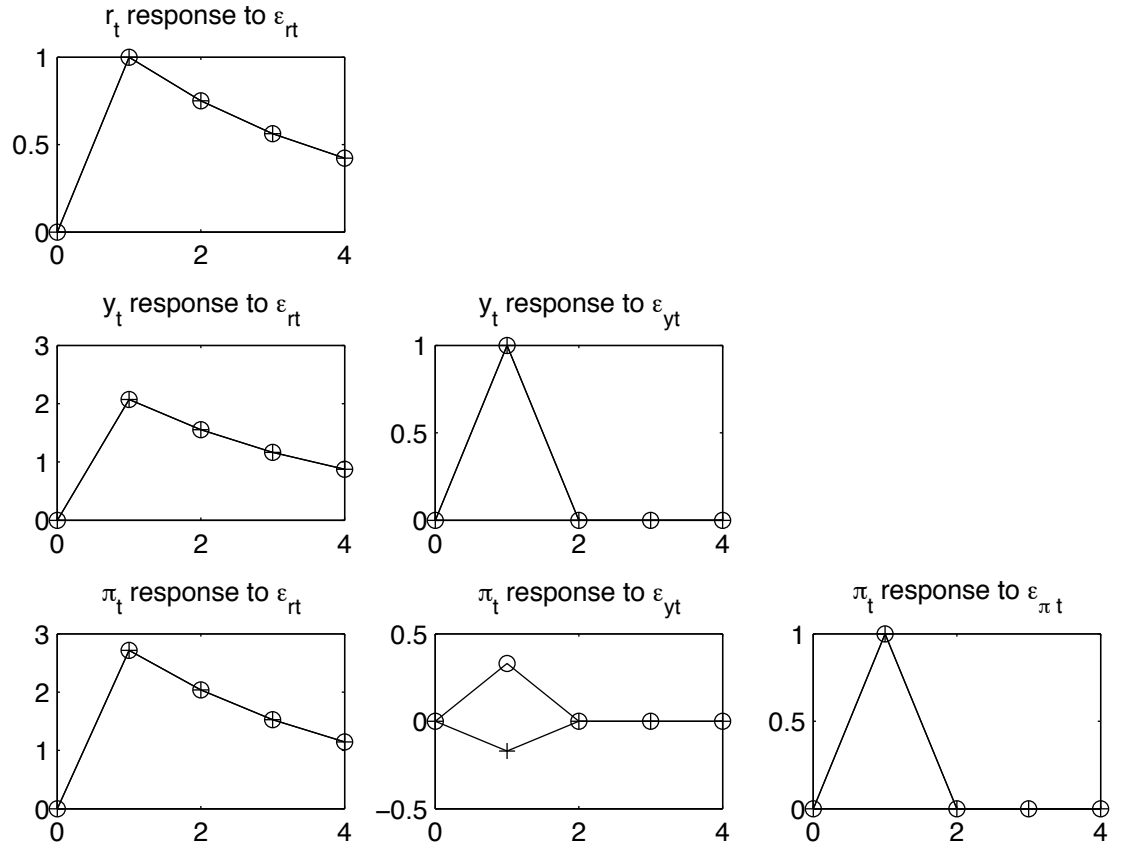 r_t response to ε_rt
1
0.5
0
0 2 4
y_t response to ε_rt
3
2
1
0
0 2 4
y_t response to ε_yt
1
0.5
0
0 2 4
π_t response to ε_rt
3
2
1
0
0 2 4
π_t response to ε_yt
0.5
0
−0.5
0 2 4
π_t response to ε_π t
1
0.5
0
0 2 4